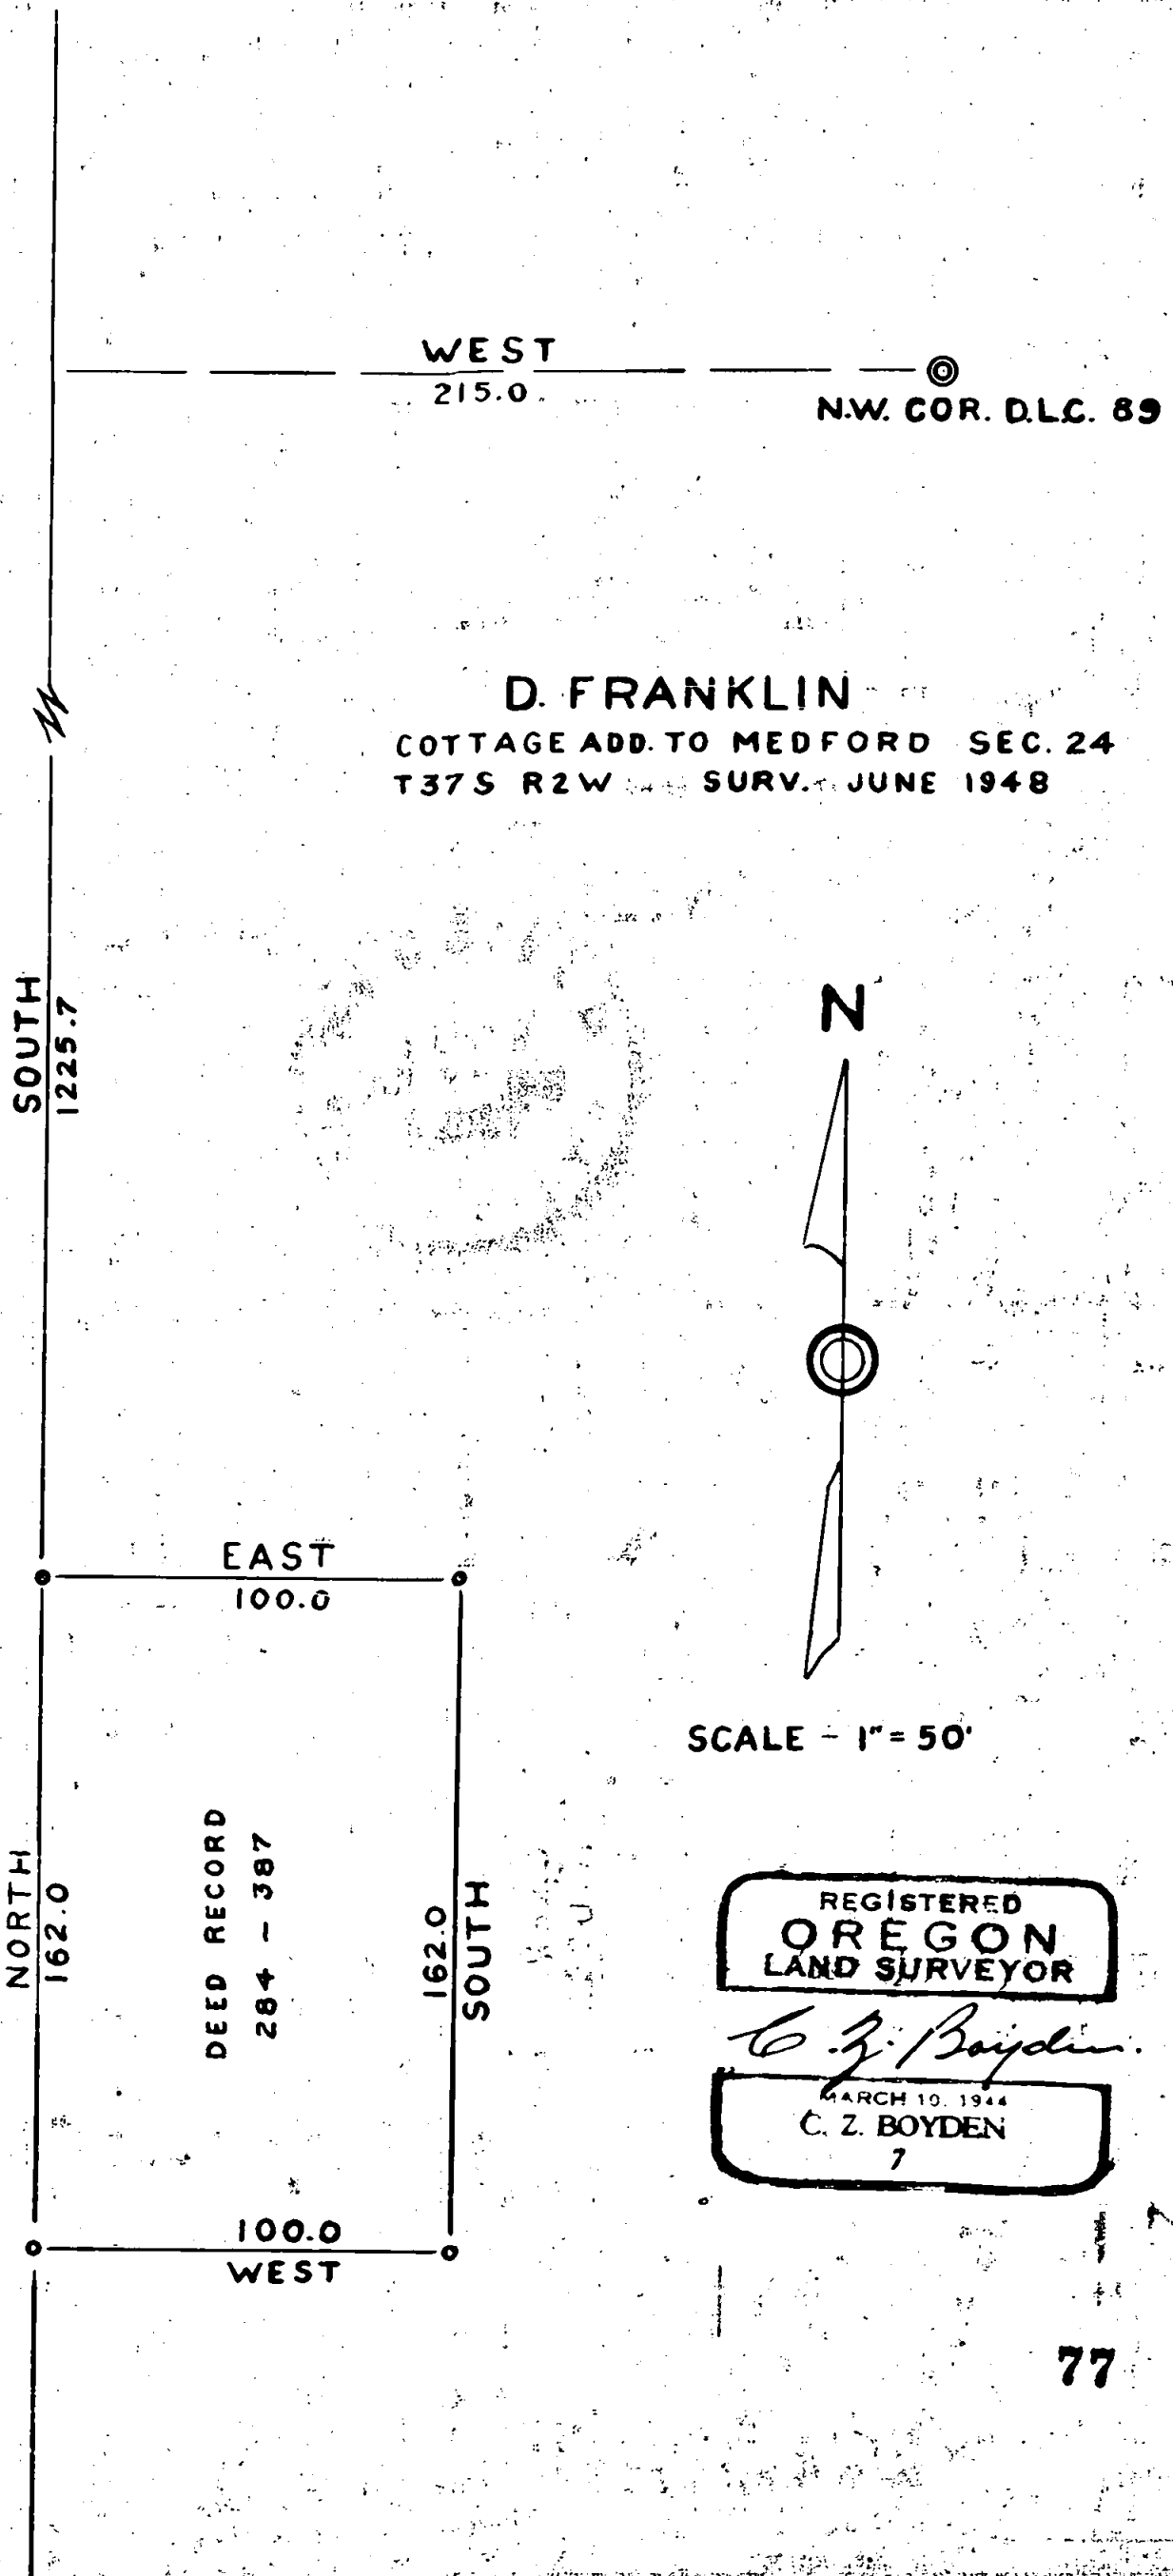 WEST
215.0
N.W. COR. D.L.C. 89
D. FRANKLIN
COTTAGE ADD. TO MEDFORD SEC. 24
T37S R2W SURV. JUNE 1948
SOUTH
1225.7
N
EAST
100.0
SCALE - 1" = 50'
NORTH
162.0
DEED RECORD
284 - 387
162.0
SOUTH
REGISTERED
OREGON
LAND SURVEYOR
C. Z. Boyden.
MARCH 10, 1944
C. Z. BOYDEN
7
100.0
WEST
7
77